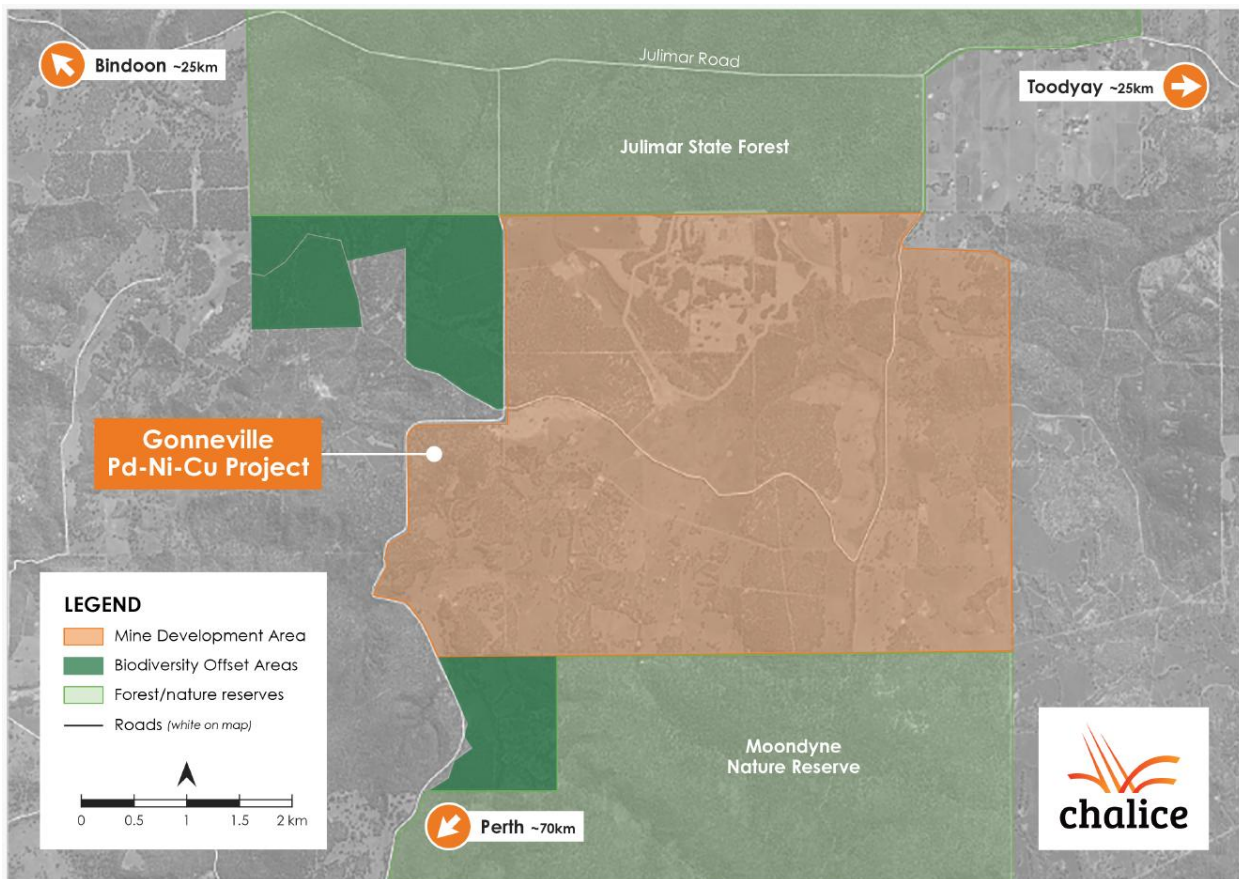 Bindoon ~25km
Julimar Road
Toodyay ~25km
Julimar State Forest
Gonneville
Pd-Ni-Cu Project
LEGEND
Mine Development Area
Biodiversity Offset Areas
Forest/nature reserves
Roads (white on map)
0 0.5 1 1.5 2 km
Moondyne
Nature Reserve
Perth ~70km
chalice